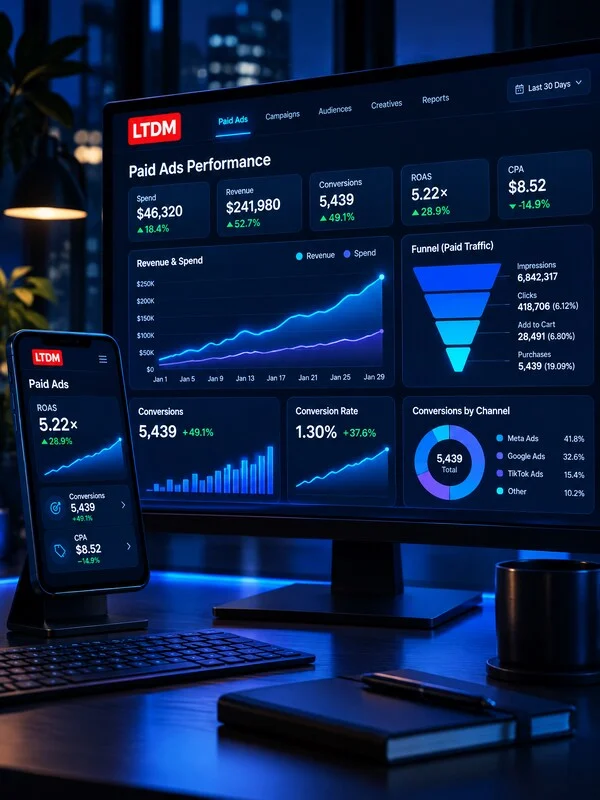 LTDM
Paid Ads
Campaigns
Audiences
Creatives
Reports
Last 30 Days
Paid Ads Performance
Spend
$46,320
▲18.4%
Revenue
$241,980
▲52.7%
Conversions
5,439
▲49.1%
ROAS
5.22×
▲28.9%
CPA
$8.52
▼-14.9%
Revenue & Spend
Revenue
Spend
$250K
$200K
$150K
$100K
$50K
$0
Jan 1
Jan 5
Jan 9
Jan 13
Jan 17
Jan 21
Jan 25
Jan 29
Funnel (Paid Traffic)
Impressions
6,842,317
Clicks
418,706 (6.12%)
Add to Cart
28,491 (6.80%)
Purchases
5,439 (19.09%)
Conversions
5,439 +49.1%
Conversion Rate
1.30% +37.6%
Conversions by Channel
5,439
Total
Meta Ads 41.8%
Google Ads 32.6%
TikTok Ads 15.4%
Other 10.2%
LTDM
Paid Ads
ROAS
5.22×
▲28.9%
Conversions
5,439
+49.1%
CPA
$8.52
-14.9%